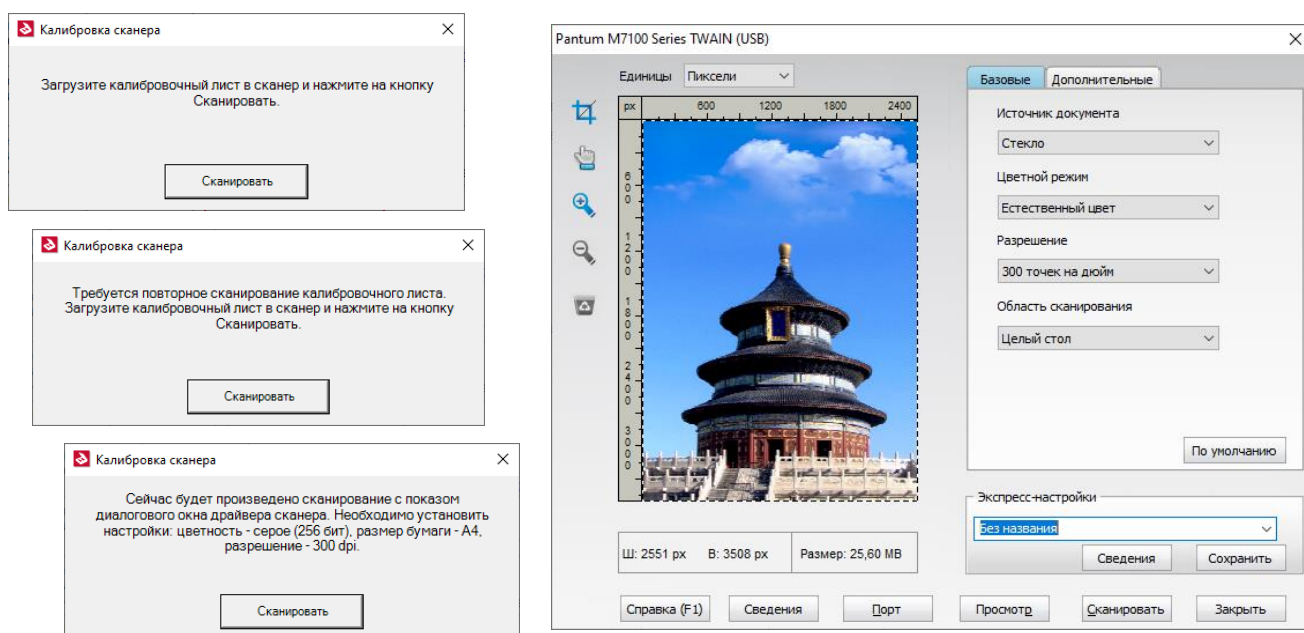 Калибровка сканера
Загрузите калибровочный лист в сканер и нажмите на кнопку
Сканировать.
Сканировать
Калибровка сканера
Требуется повторное сканирование калибровочного листа.
Загрузите калибровочный лист в сканер и нажмите на кнопку
Сканировать.
Сканировать
Калибровка сканера
Сейчас будет произведено сканирование с показом
диалогового окна драйвера сканера. Необходимо установить
настройки: цветность - серое (256 бит), размер бумаги - A4,
разрешение - 300 dpi.
Сканировать
Pantum M7100 Series TWAIN (USB)
Единицы Пиксели
px 600 1200 1800 2400
600
1200
1800
2400
3000
Ш: 2551 px В: 3508 px Размер: 25,60 MB
Базовые Дополнительные
Источник документа
Стекло
Цветной режим
Естественный цвет
Разрешение
300 точек на дюйм
Область сканирования
Целый стол
По умолчанию
Экспресс-настройки
Без названия
Сведения Сохранить
Справка (F1) Сведения Порт Просмотр Сканировать Закрыть